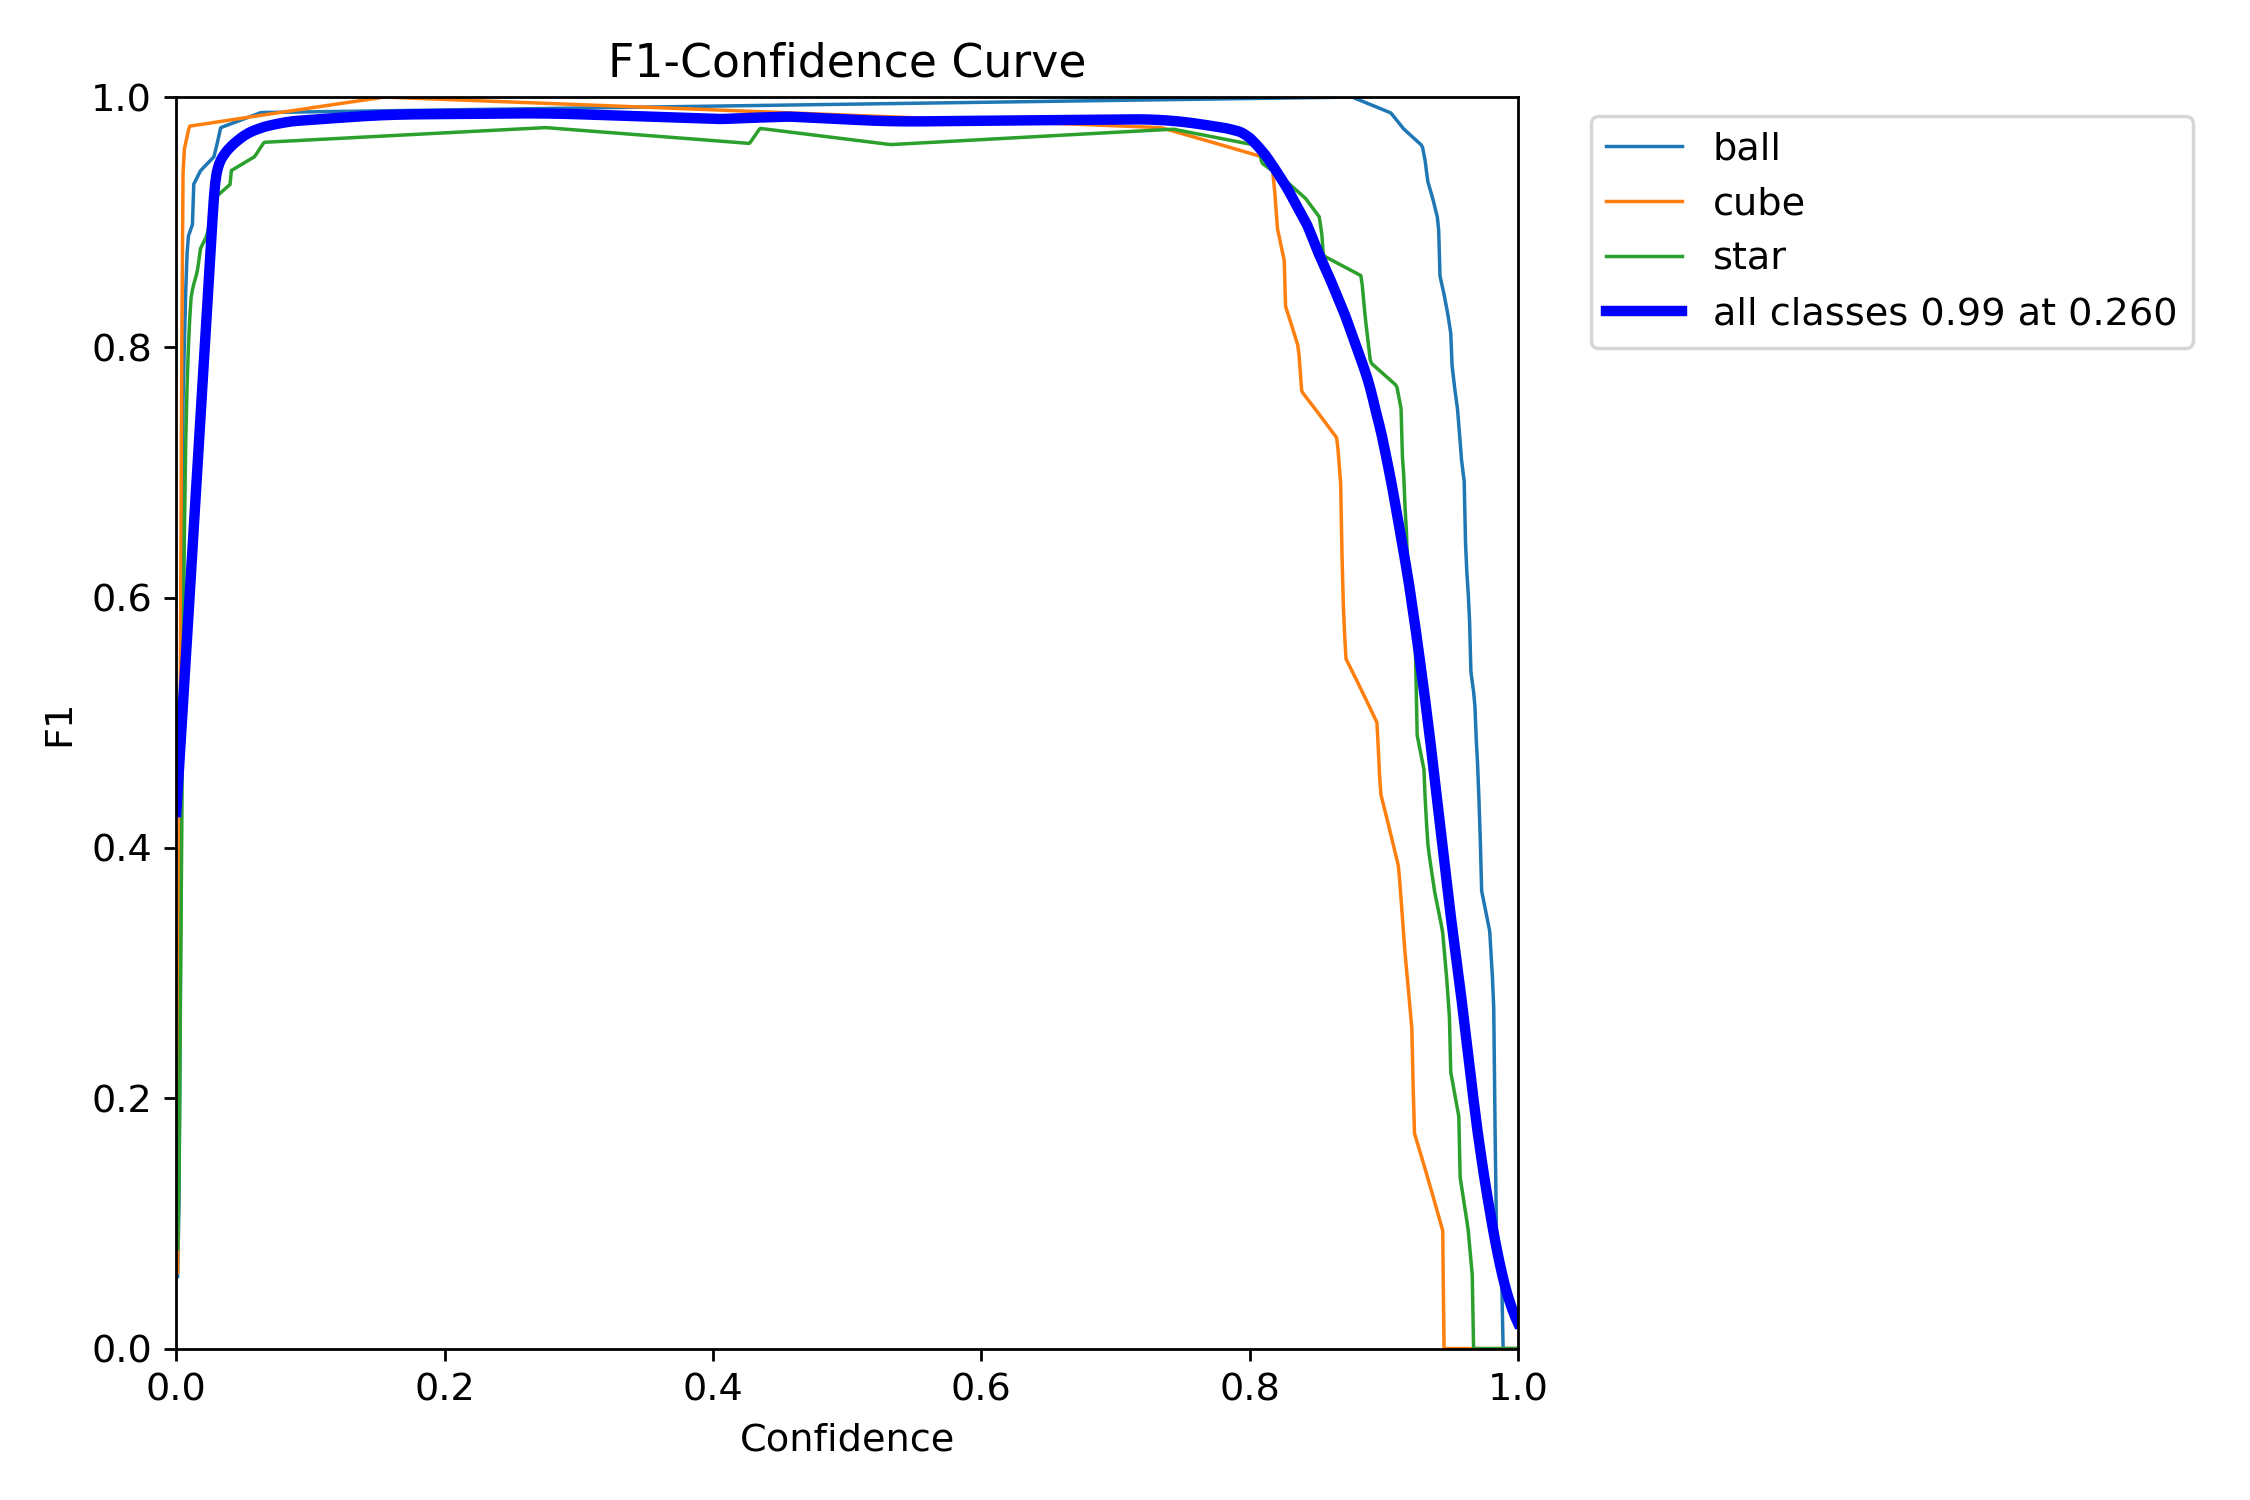 F1-Confidence Curve
1.0
0.8
0.6
0.4
0.2
0.0
F1
0.0 0.2 0.4 0.6 0.8 1.0
Confidence
ball
cube
star
all classes 0.99 at 0.260